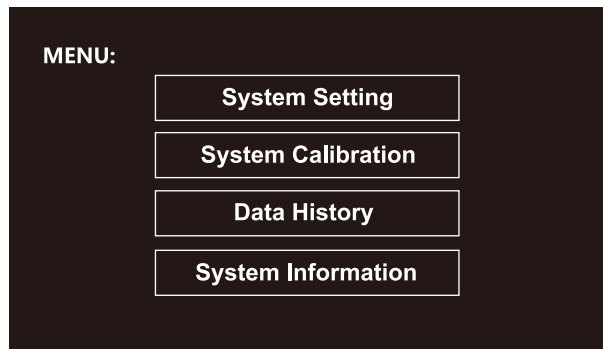 MENU:
System Setting
System Calibration
Data History
System Information